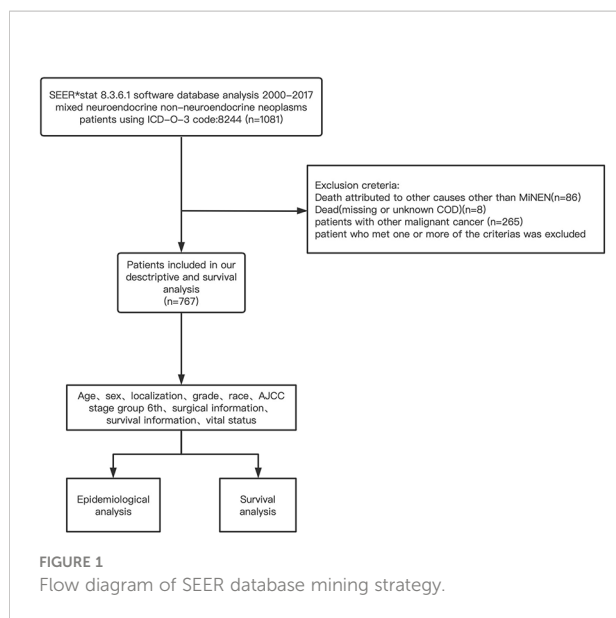 SEER*stat 8.3.6.1 software database analysis 2000-2017
mixed neuroendocrine non-neuroendocrine neoplasms
patients using ICD-O-3 code:8244 (n=1081)
Exclusion creteria:
Death attributed to other causes other than MiNEN(n=86)
Dead(missing or unknown COD)(n=8)
patients with other malignant cancer (n=265)
patient who met one or more of the criterias was excluded
Patients included in our
desctriptive and survival
analysis
(n=767)
Age、sex、localization、grade、race、AJCC
stage group 6th、surgical information、
survival information、vital status
Epidemiological
analysis
Survival
analysis
FIGURE 1
Flow diagram of SEER database mining strategy.